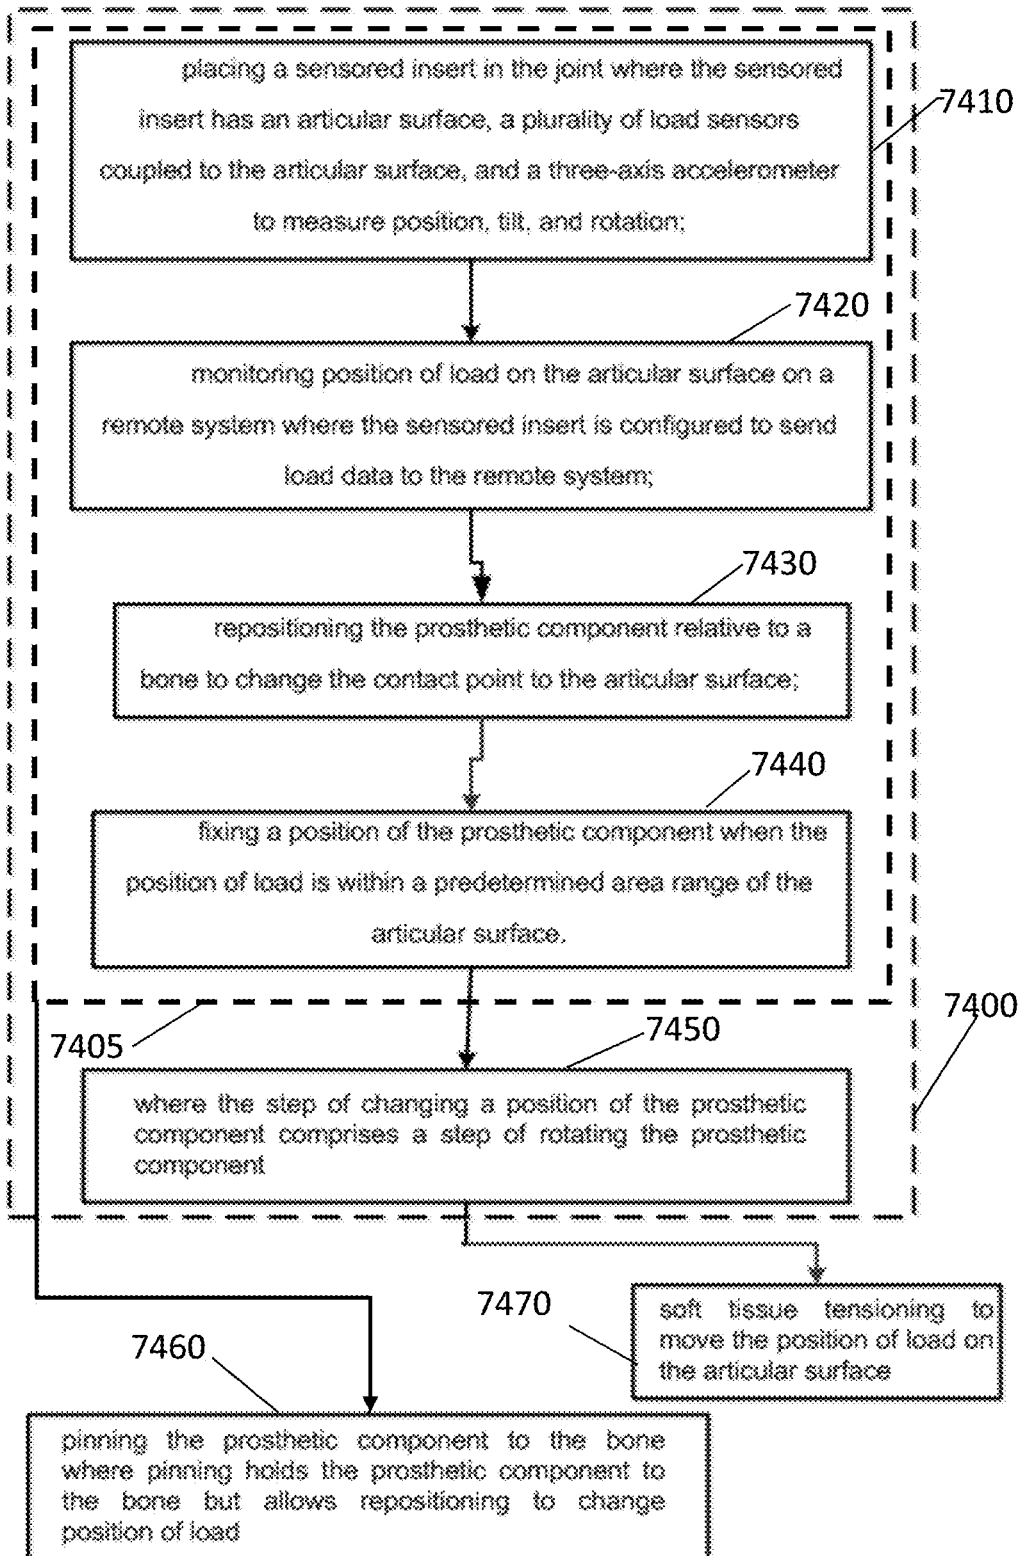 placing a sensored insert in the joint where the sensored
insert has an articular surface, a plurality of load sensors
coupled to the articular surface, and a three-axis accelerometer
to measure position, tilt, and rotation;
7410
7420
monitoring position of load on the articular surface on a
remote system where the sensored insert is configured to send
load data to the remote system;
7430
repositioning the prosthetic component relative to a
bone to change the contact point to the articular surface;
7440
fixing a position of the prosthetic component when the
position of load is within a predetermined area range of the
articular surface.
7400
7405
7450
where the step of changing a position of the prosthetic
component comprises a step of rotating the prosthetic
component
7470
soft tissue tensioning to
move the position of load on
the articular surface
7460
pinning the prosthetic component to the bone
where pinning holds the prosthetic component to
the bone but allows repositioning to change
position of load